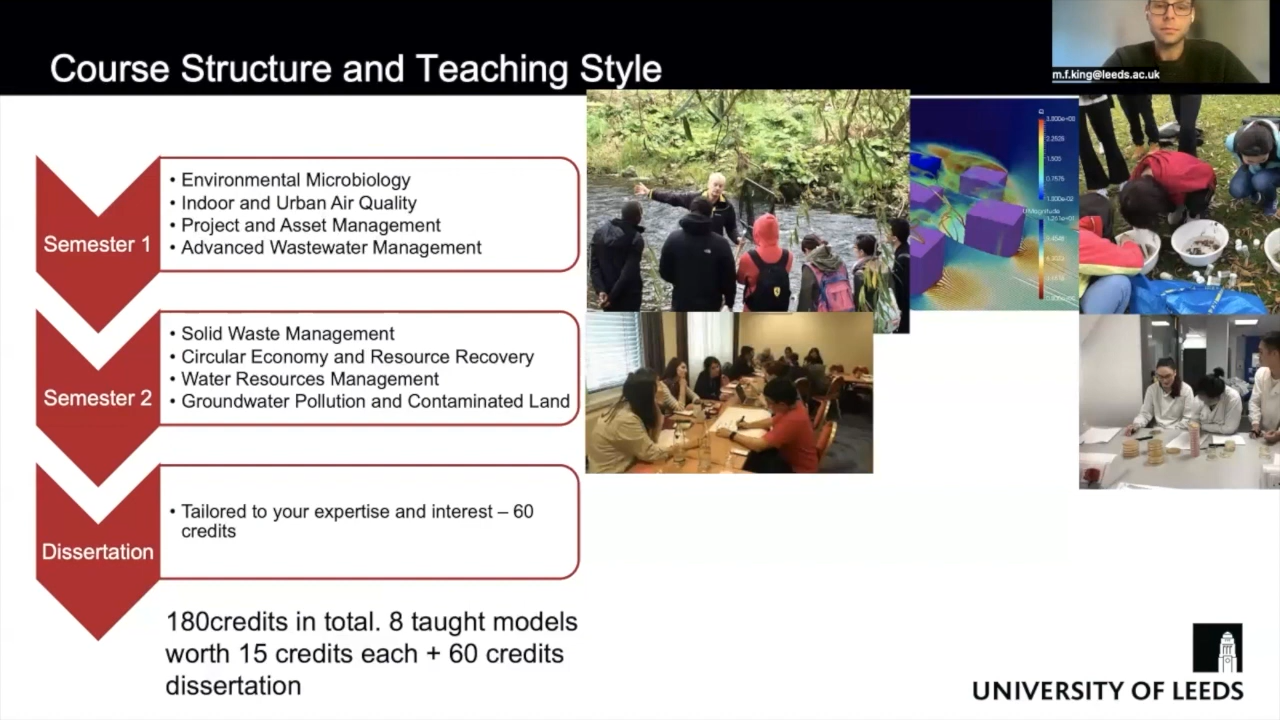 Course Structure and Teaching Style
m.f.king@leeds.ac.uk
Semester 1
• Environmental Microbiology
• Indoor and Urban Air Quality
• Project and Asset Management
• Advanced Wastewater Management
Semester 2
• Solid Waste Management
• Circular Economy and Resource Recovery
• Water Resources Management
• Groundwater Pollution and Contaminated Land
Dissertation
• Tailored to your expertise and interest – 60
credits
180credits in total. 8 taught models
worth 15 credits each + 60 credits
dissertation
UNIVERSITY OF LEEDS